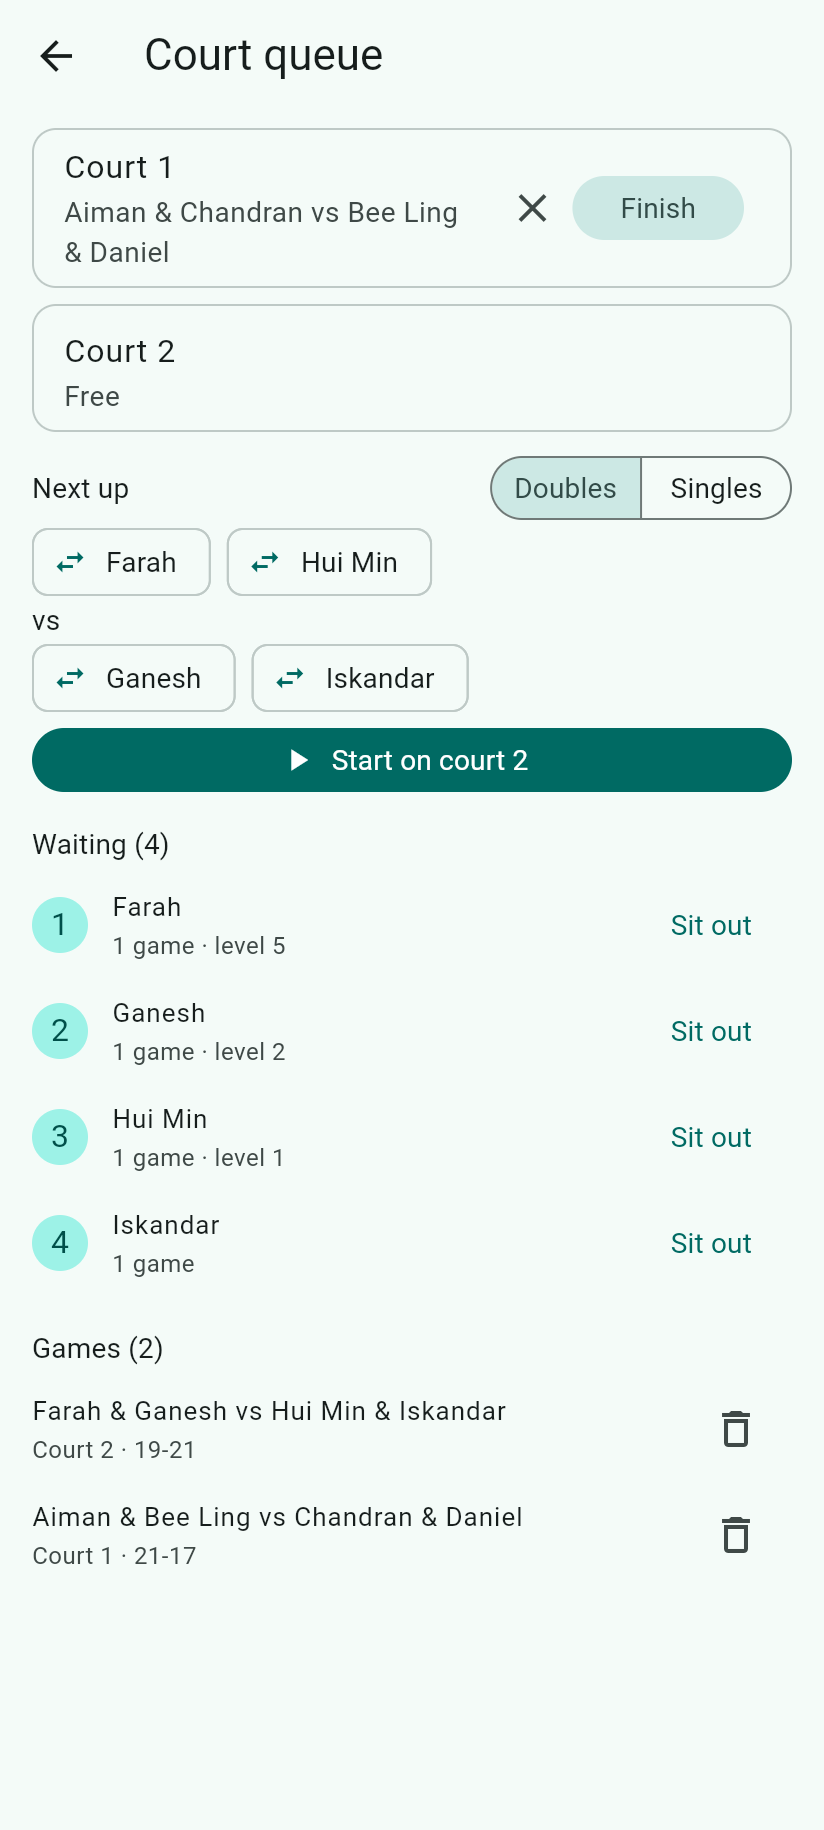 Court queue
Court 1
Aiman & Chandran vs Bee Ling
& Daniel
Finish
Court 2
Free
Next up
Doubles
Singles
Farah
Hui Min
vs
Ganesh
Iskandar
Start on court 2
Waiting (4)
1
Farah
1 game · level 5
Sit out
2
Ganesh
1 game · level 2
Sit out
3
Hui Min
1 game · level 1
Sit out
4
Iskandar
1 game
Sit out
Games (2)
Farah & Ganesh vs Hui Min & Iskandar
Court 2 · 19-21
Aiman & Bee Ling vs Chandran & Daniel
Court 1 · 21-17